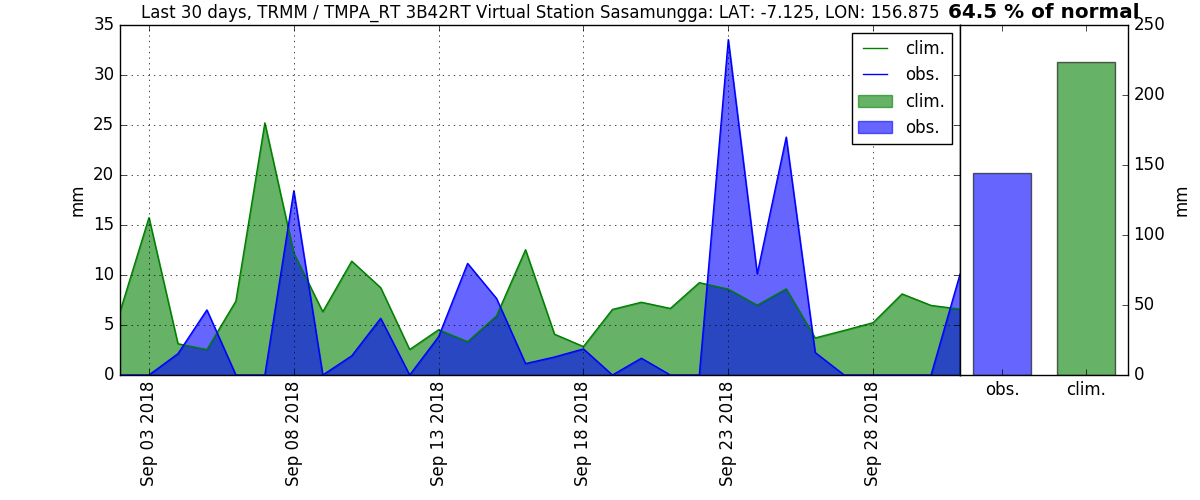 Last 30 days, TRMM / TMPA_RT 3B42RT Virtual Station Sasamungga: LAT: -7.125, LON: 156.875
64.5 % of normal
35
30
25
20
15
10
5
0
mm
clim.
obs.
clim.
obs.
Sep 03 2018
Sep 08 2018
Sep 13 2018
Sep 18 2018
Sep 23 2018
Sep 28 2018
250
200
150
100
50
0
mm
obs.
clim.